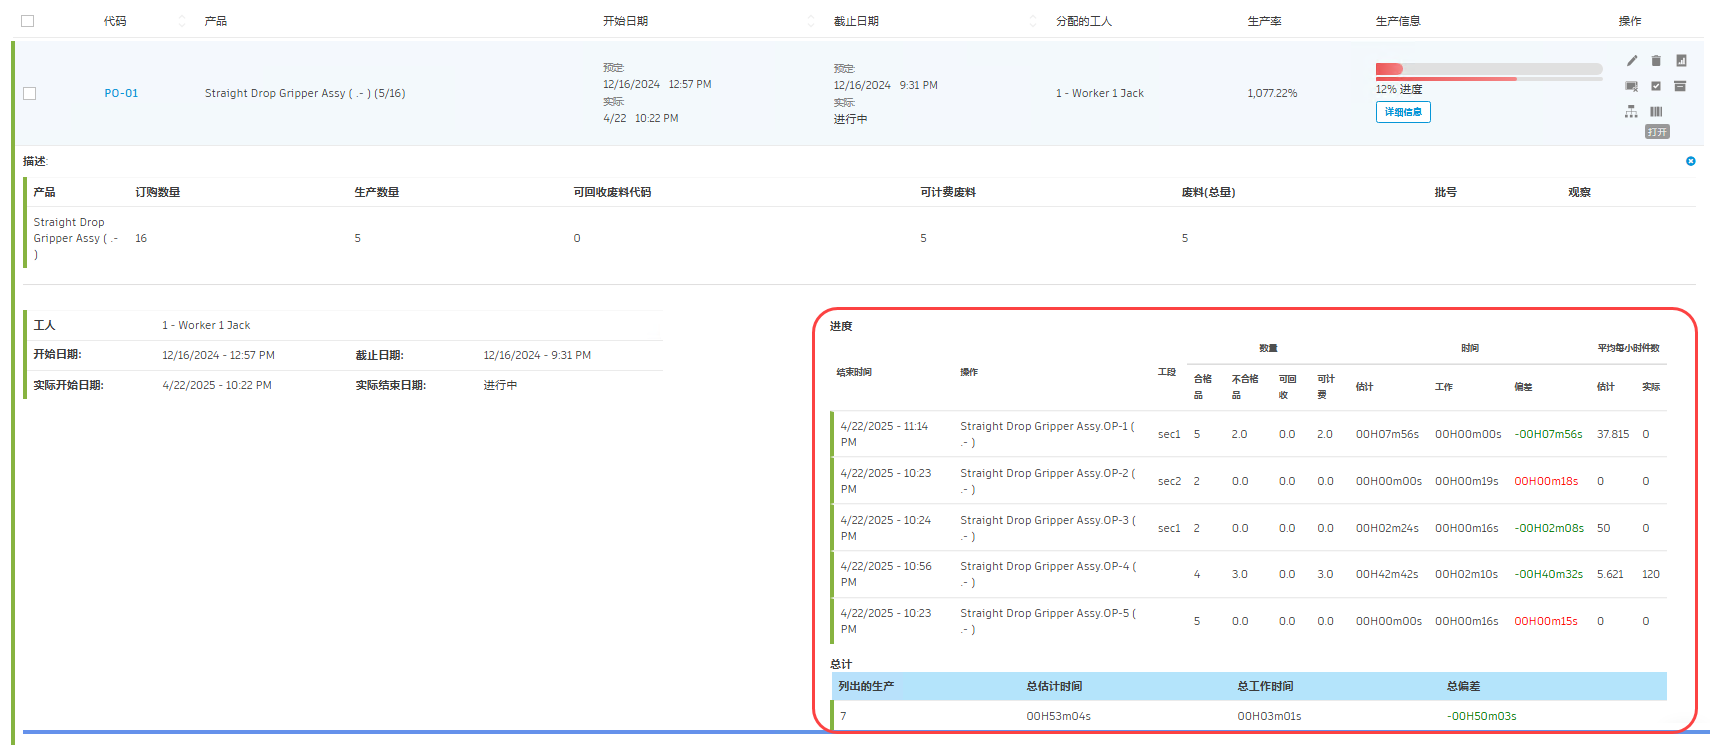 代码 产品 开始日期 截止日期 分配的工人 生产率 生产信息 操作
PO-01 Straight Drop Gripper Assy ( .- ) (5/16)
预定:
12/16/2024 12:57 PM
实际:
4/22 10:22 PM
预定:
12/16/2024 9:31 PM
实际:
进行中
1 - Worker 1 Jack
1,077.22%
12% 进度
详细信息
打开
描述:
产品 订购数量 生产数量 可回收废料代码 可计费废料 废料(总量) 批号 观察
Straight Drop
Gripper Assy ( .-
)
16 5 0 5 5
工人 1 - Worker 1 Jack
开始日期: 12/16/2024 - 12:57 PM 截止日期: 12/16/2024 - 9:31 PM
实际开始日期: 4/22/2025 - 10:22 PM 实际结束日期: 进行中
进度
数量 时间 平均每小时件数
结束时间 操作 工段 合格品 不合格品 可回收 可计费 估计 工作 偏差 估计 实际
4/22/2025 - 11:14 PM Straight Drop Gripper Assy.OP-1 ( .- ) sec1 5 2.0 0.0 2.0 00H07m56s 00H00m00s -00H07m56s 37.815 0
4/22/2025 - 10:23 PM Straight Drop Gripper Assy.OP-2 ( .- ) sec2 2 0.0 0.0 0.0 00H00m00s 00H00m19s 00H00m18s 0 0
4/22/2025 - 10:24 PM Straight Drop Gripper Assy.OP-3 ( .- ) sec1 2 0.0 0.0 0.0 00H02m24s 00H00m16s -00H02m08s 50 0
4/22/2025 - 10:56 PM Straight Drop Gripper Assy.OP-4 ( .- ) 4 3.0 0.0 3.0 00H42m42s 00H02m10s -00H40m32s 5.621 120
4/22/2025 - 10:23 PM Straight Drop Gripper Assy.OP-5 ( .- ) 5 0.0 0.0 0.0 00H00m00s 00H00m16s 00H00m15s 0 0
总计
列出的生产 总估计时间 总工作时间 总偏差
7 00H53m04s 00H03m01s -00H50m03s